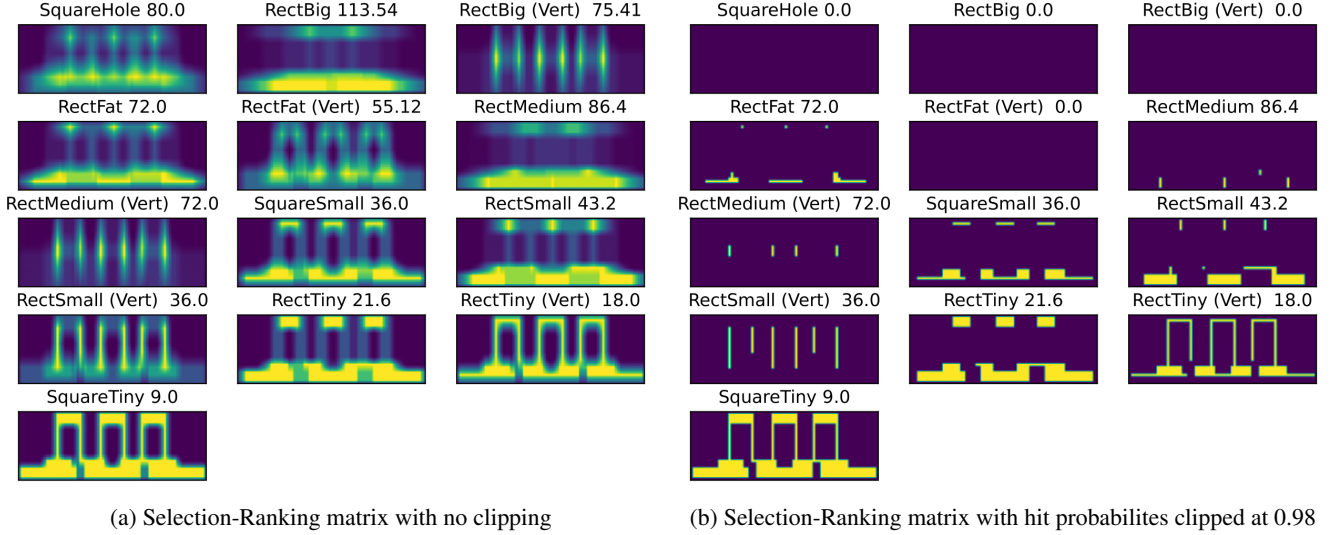 SquareHole 80.0
RectBig 113.54
RectBig (Vert) 75.41
RectFat 72.0
RectFat (Vert) 55.12
RectMedium 86.4
RectMedium (Vert) 72.0
SquareSmall 36.0
RectSmall 43.2
RectSmall (Vert) 36.0
RectTiny 21.6
RectTiny (Vert) 18.0
SquareTiny 9.0
(a) Selection-Ranking matrix with no clipping
SquareHole 0.0
RectBig 0.0
RectBig (Vert) 0.0
RectFat 72.0
RectFat (Vert) 0.0
RectMedium 86.4
RectMedium (Vert) 72.0
SquareSmall 36.0
RectSmall 43.2
RectSmall (Vert) 36.0
RectTiny 21.6
RectTiny (Vert) 18.0
SquareTiny 9.0
(b) Selection-Ranking matrix with hit probabilites clipped at 0.98